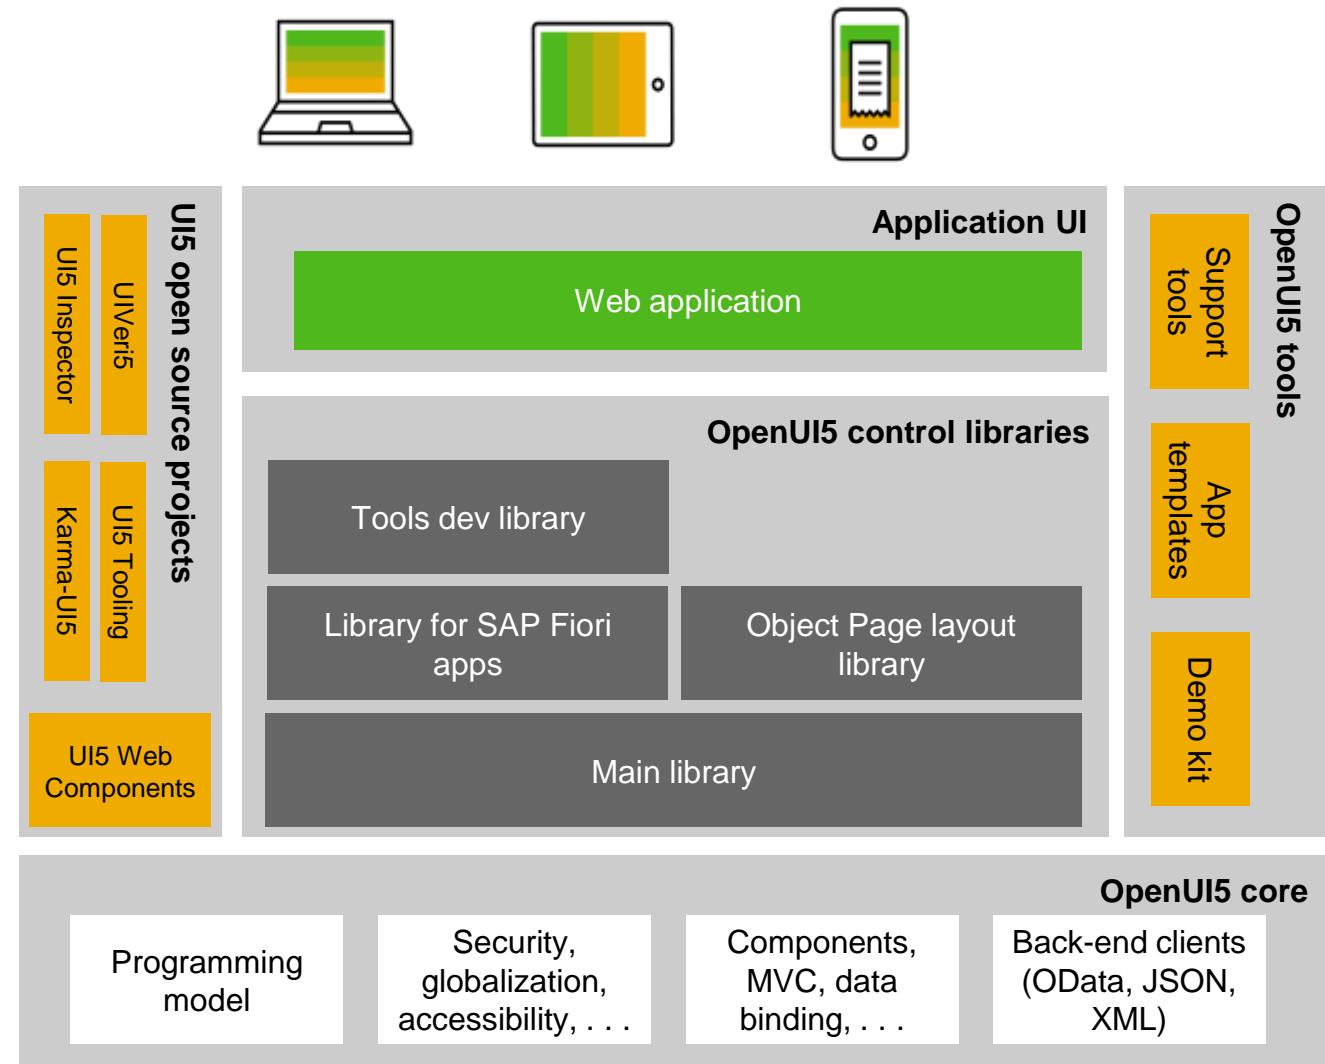 UI5 open source projects
UI5 Inspector
UIVeri5
Karma-UI5
UI5 Tooling
UI5 Web
Components
Application UI
Web application
OpenUI5 control libraries
Tools dev library
Library for SAP Fiori
apps
Object Page layout
library
Main library
OpenUI5 tools
Support
tools
App
templates
Demo kit
OpenUI5 core
Programming
model
Security,
globalization,
accessibility, . . .
Components,
MVC, data
binding, . . .
Back-end clients
(OData, JSON,
XML)